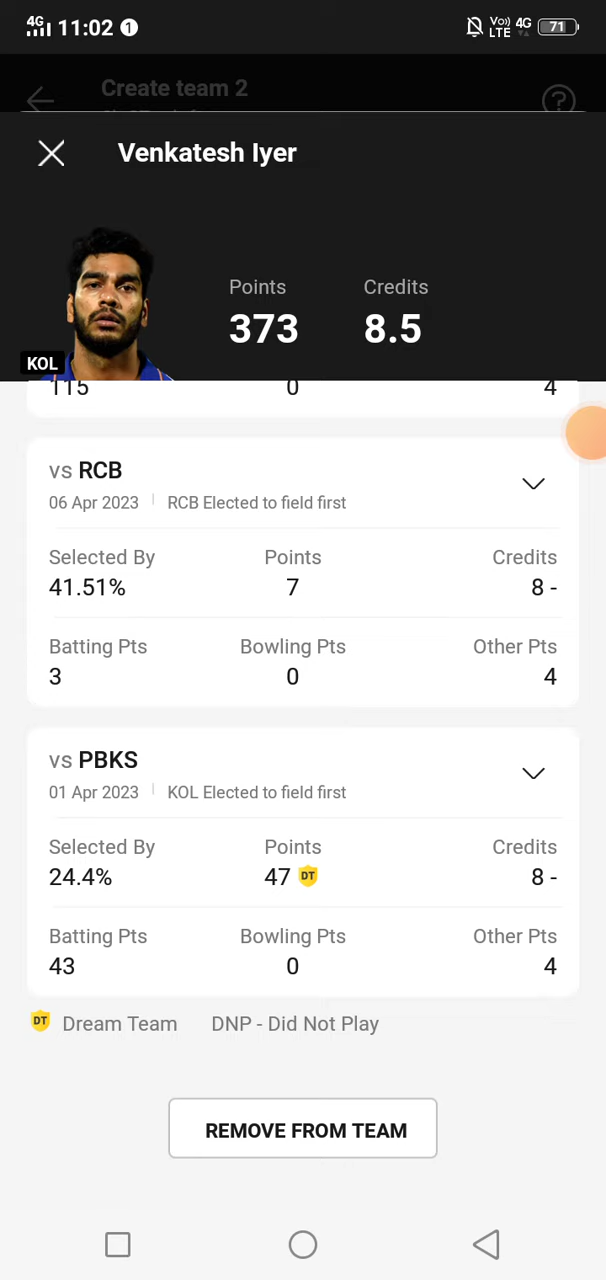 4G 11:02 1 Vo) LTE 4G 71
Create team 2
Venkatesh Iyer
Points Credits
373 8.5
KOL
115 0 4
vs RCB
06 Apr 2023 RCB Elected to field first
Selected By Points Credits
41.51% 7 8 -
Batting Pts Bowling Pts Other Pts
3 0 4
vs PBKS
01 Apr 2023 KOL Elected to field first
Selected By Points Credits
24.4% 47 DT 8 -
Batting Pts Bowling Pts Other Pts
43 0 4
DT Dream Team DNP - Did Not Play
REMOVE FROM TEAM